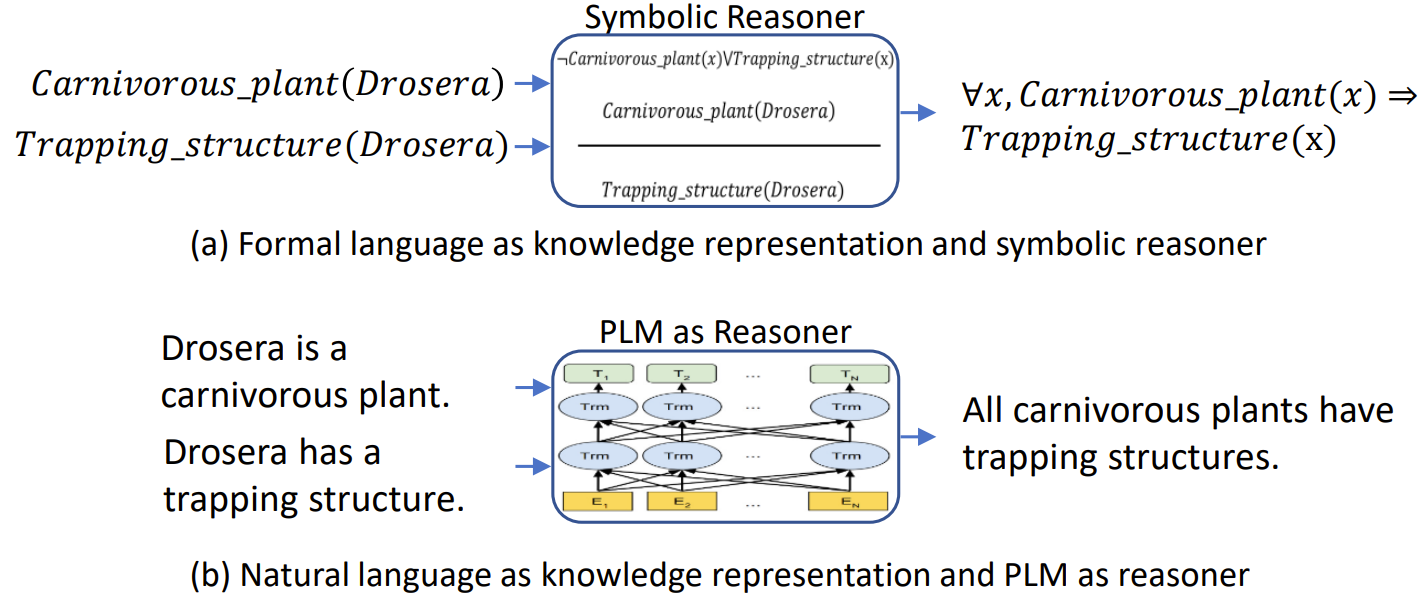 Symbolic Reasoner
Carnivorous_plant(Drosera)
Trapping_structure(Drosera)
¬Carnivorous_plant(x)∨Trapping_structure(x)
Carnivorous_plant(Drosera)
Trapping_structure(Drosera)
∀x, Carnivorous_plant(x) ⇒
Trapping_structure(x)
(a) Formal language as knowledge representation and symbolic reasoner
PLM as Reasoner
Drosera is a
carnivorous plant.
Drosera has a
trapping structure.
T₁ T₂ ... T_N
Trm Trm ... Trm
Trm Trm ... Trm
E₁ E₂ ... E_N
All carnivorous plants have
trapping structures.
(b) Natural language as knowledge representation and PLM as reasoner